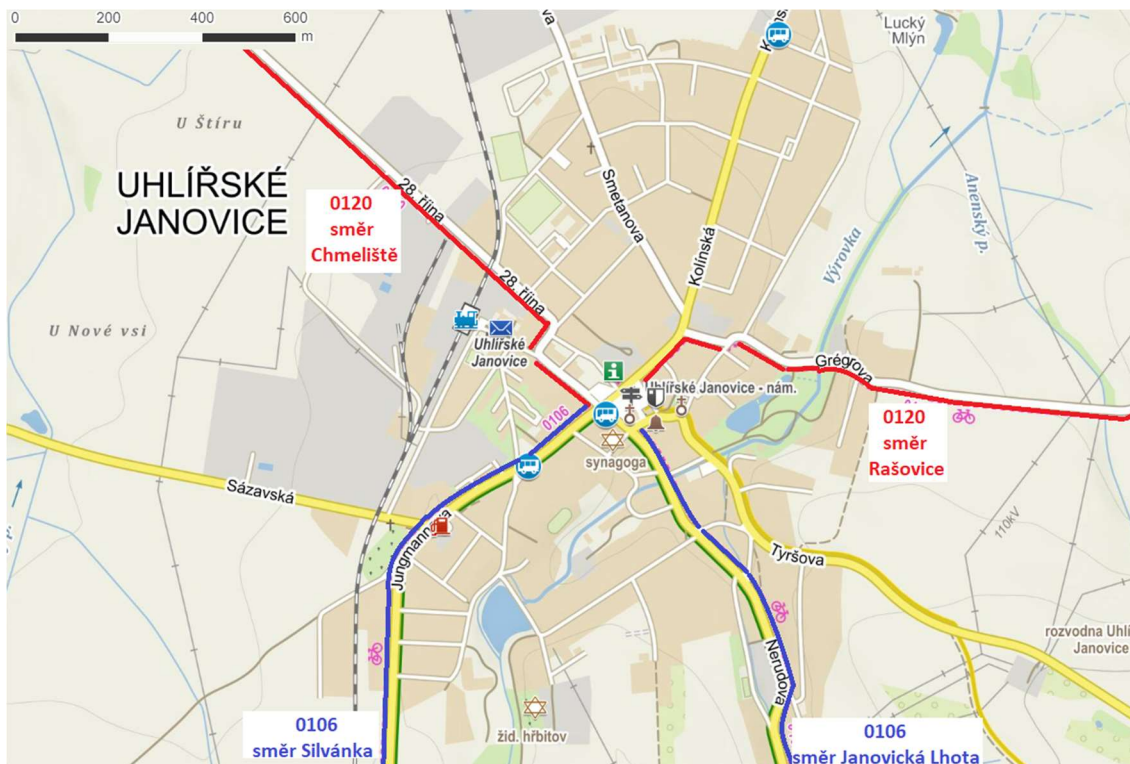 0
200
400
600
m
Lucký
Mlýn
U Štíru
UHLÍŘSKÉ
JANOVICE
28. října
0120
směr
Chmeliště
Smetanova
Kolínská
Výrovka
Anenský p.
28. října
U Nové vsi
Uhlířské
Janovice
Grégrova
Uhlířské Janovice - nám.
0106
0120
směr
Rašovice
synagoga
Sázavská
110kV
Jungmannova
Tyršova
Nerudova
rozvodna Uhlí
Janovice
žid. hřbitov
0106
směr Silvánka
0106
směr Janovická Lhota